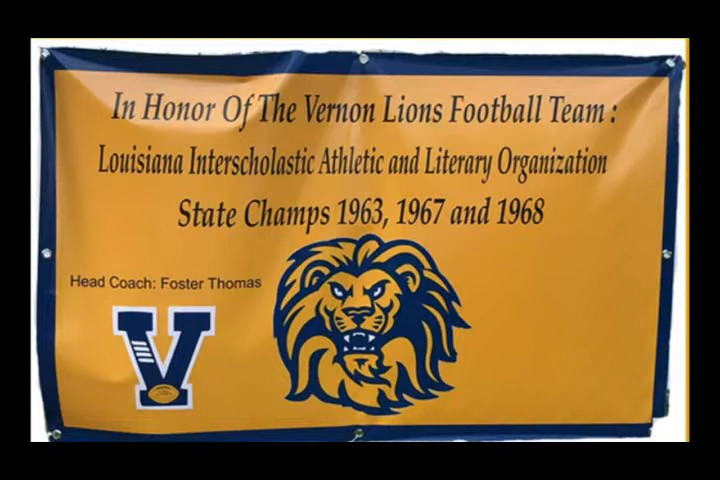 In Honor Of The Vernon Lions Football Team :
Louisiana Interscholastic Athletic and Literary Organization
State Champs 1963, 1967 and 1968
Head Coach: Foster Thomas
V